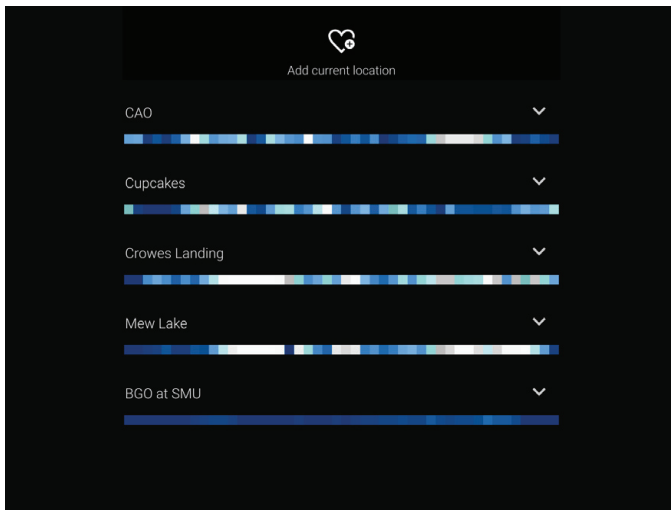 Add current location
CAO
Cupcakes
Crowes Landing
Mew Lake
BGO at SMU